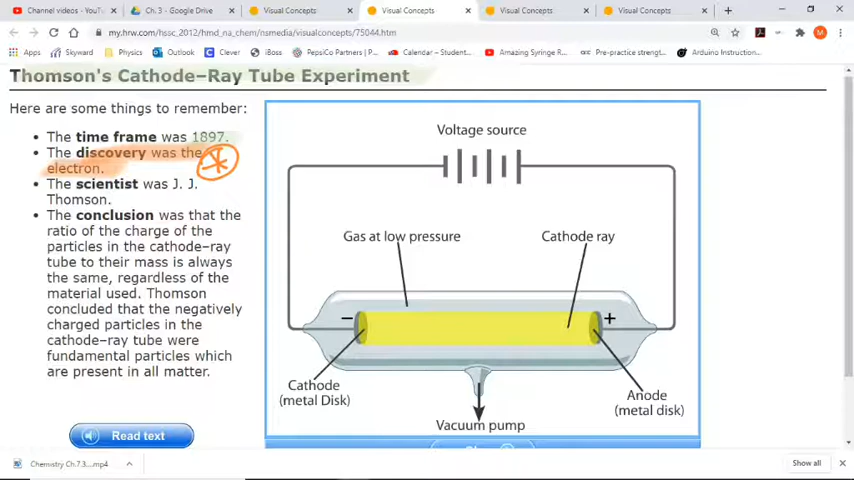 Channel videos - YouT
Ch. 3 - Google Drive
Visual Concepts
Visual Concepts
Visual Concepts
Visual Concepts
my.hrw.com/hssc_2012/hmd_na_chem/nsmedia/visualconcepts/75044.htm
Apps
Skyward
Physics
Outlook
Clever
iBoss
PepsiCo Partners | P...
Calendar – Student...
Amazing Syringe R...
Pre-practice strengt...
Arduino Instruction...
Thomson's Cathode–Ray Tube Experiment
Here are some things to remember:
• The time frame was 1897.
• The discovery was the
electron.
• The scientist was J. J.
Thomson.
• The conclusion was that the
ratio of the charge of the
particles in the cathode–ray
tube to their mass is always
the same, regardless of the
material used. Thomson
concluded that the negatively
charged particles in the
cathode–ray tube were
fundamental particles which
are present in all matter.
Read text
Voltage source
Gas at low pressure
Cathode ray
−
+
Cathode
(metal Disk)
Anode
(metal disk)
Vacuum pump
Chemistry Ch.7.3....mp4
Show all